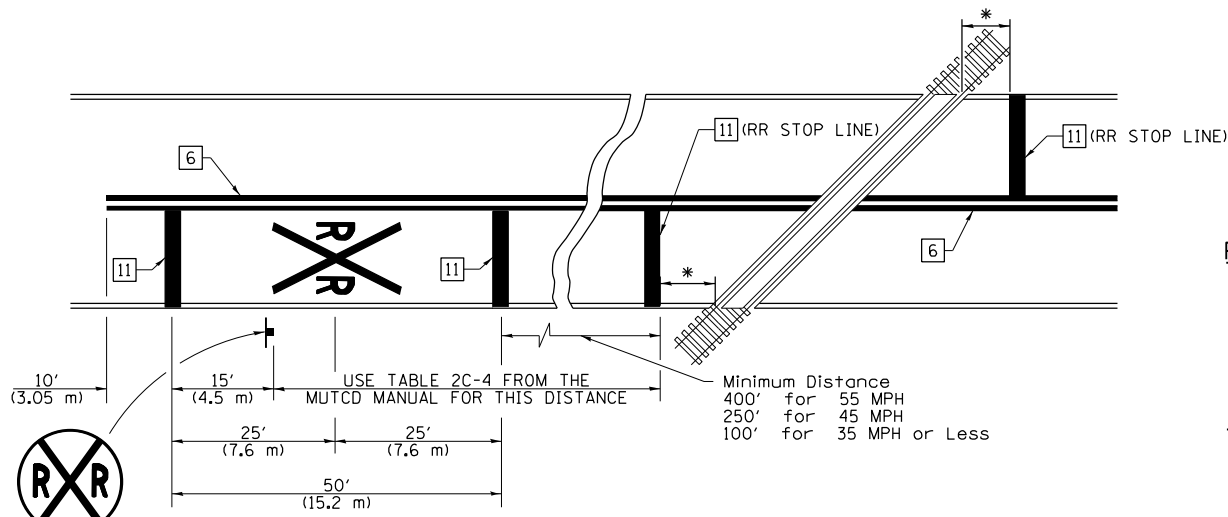 *
11 (RR STOP LINE)
11 (RR STOP LINE)
6
R
R
11
11
*
6
10'
(3.05 m)
15'
(4.5 m)
USE TABLE 2C-4 FROM THE
MUTCD MANUAL FOR THIS DISTANCE
Minimum Distance
400' for 55 MPH
250' for 45 MPH
100' for 35 MPH or Less
25'
(7.6 m)
25'
(7.6 m)
50'
(15.2 m)
R R